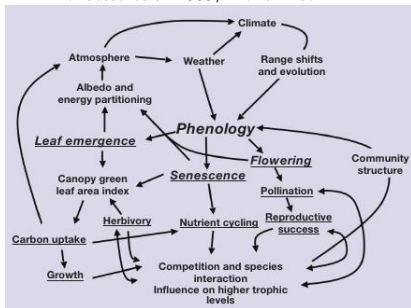 Climate
Atmosphere
Weather
Range shifts
and evolution
Albedo and
energy partitioning
Phenology
Leaf emergence
Flowering
Community
structure
Senescence
Canopy green
leaf area index
Pollination
Herbivory
Nutrient cycling
Reproductive
success
Carbon uptake
Growth
Competition and species
interaction
Influence on higher trophic
levels